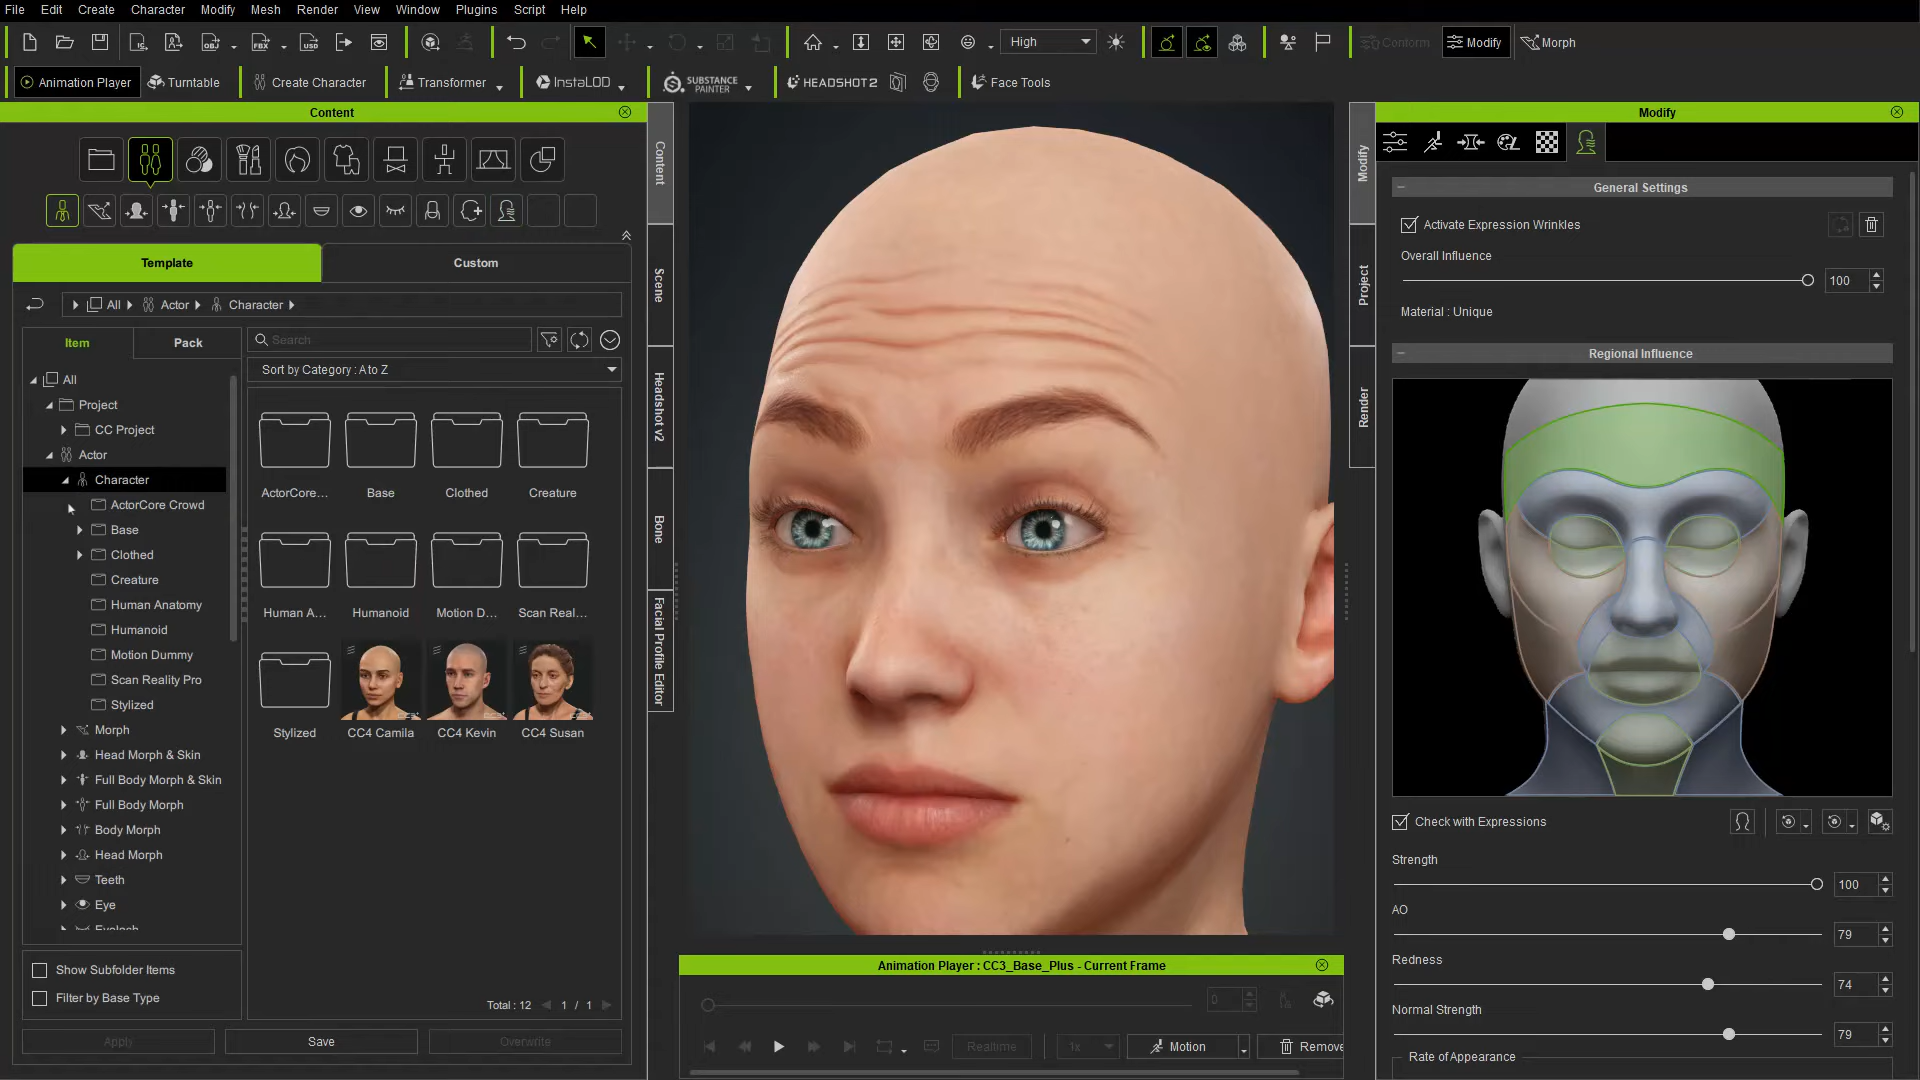 File Edit Create Character Modify Mesh Render View Window Plugins Script Help
High
Conform Modify Morph
Animation Player Turntable Create Character Transformer InstaLOD SUBSTANCE PAINTER HEADSHOT 2 Face Tools
Content
Template Custom
All Actor Character
Item Pack
Search
Sort by Category : A to Z
All
Project
CC Project
Actor
Character
ActorCore Crowd
Base
Clothed
Creature
Human Anatomy
Humanoid
Motion Dummy
Scan Reality Pro
Stylized
Morph
Head Morph & Skin
Full Body Morph & Skin
Full Body Morph
Body Morph
Head Morph
Teeth
Eye
Eyelash
ActorCore... Base Clothed Creature
Human A... Humanoid Motion D... Scan Real...
Stylized CC4 Camila CC4 Kevin CC4 Susan
Show Subfolder Items
Filter by Base Type
Total : 12 1 / 1
Apply Save Overwrite
Content
Scene
Headshot v2
Bone
Facial Profile Editor
Animation Player : CC3_Base_Plus - Current Frame
0
Realtime 1x Motion Remove
Modify
Project
Render
Modify
General Settings
Activate Expression Wrinkles
Overall Influence
100
Material : Unique
Regional Influence
Check with Expressions
Strength
100
AO
79
Redness
74
Normal Strength
79
Rate of Appearance